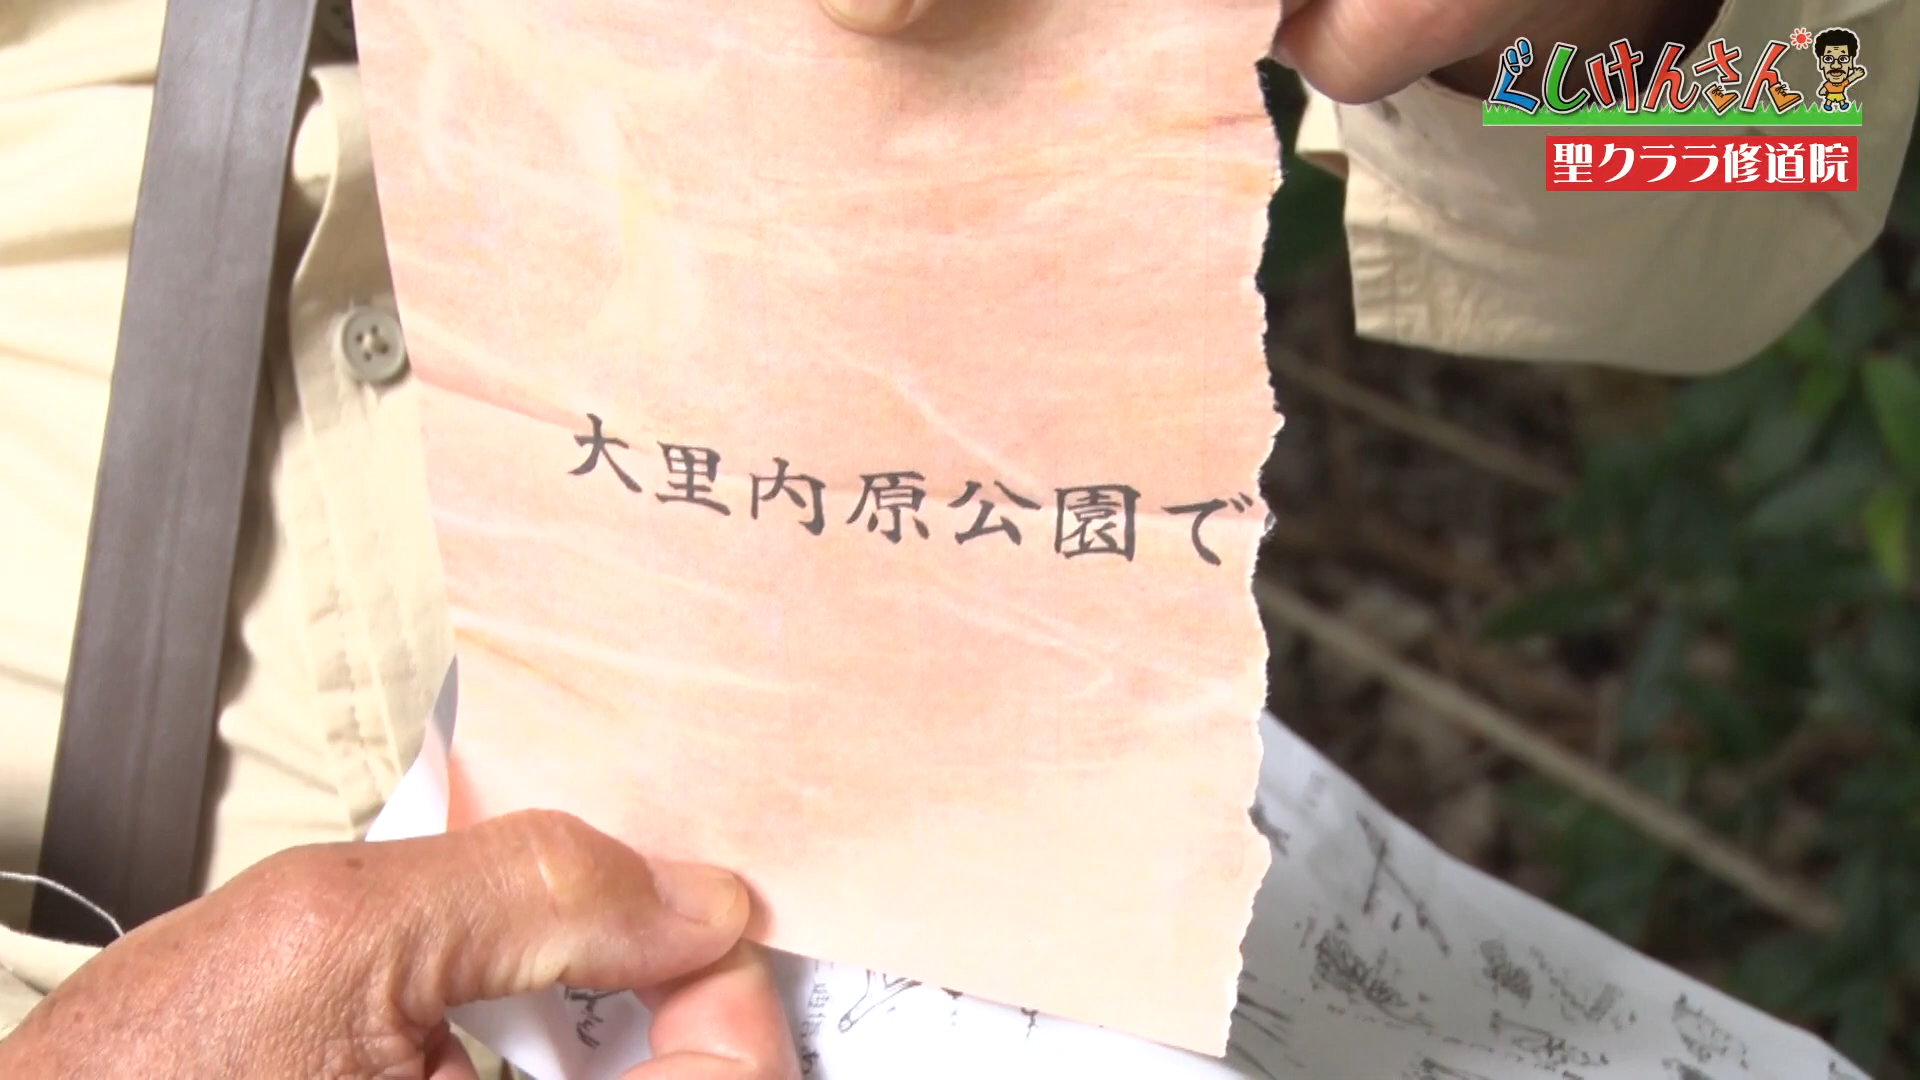 ぐしけんさん
聖クララ修道院
大里内原公園で